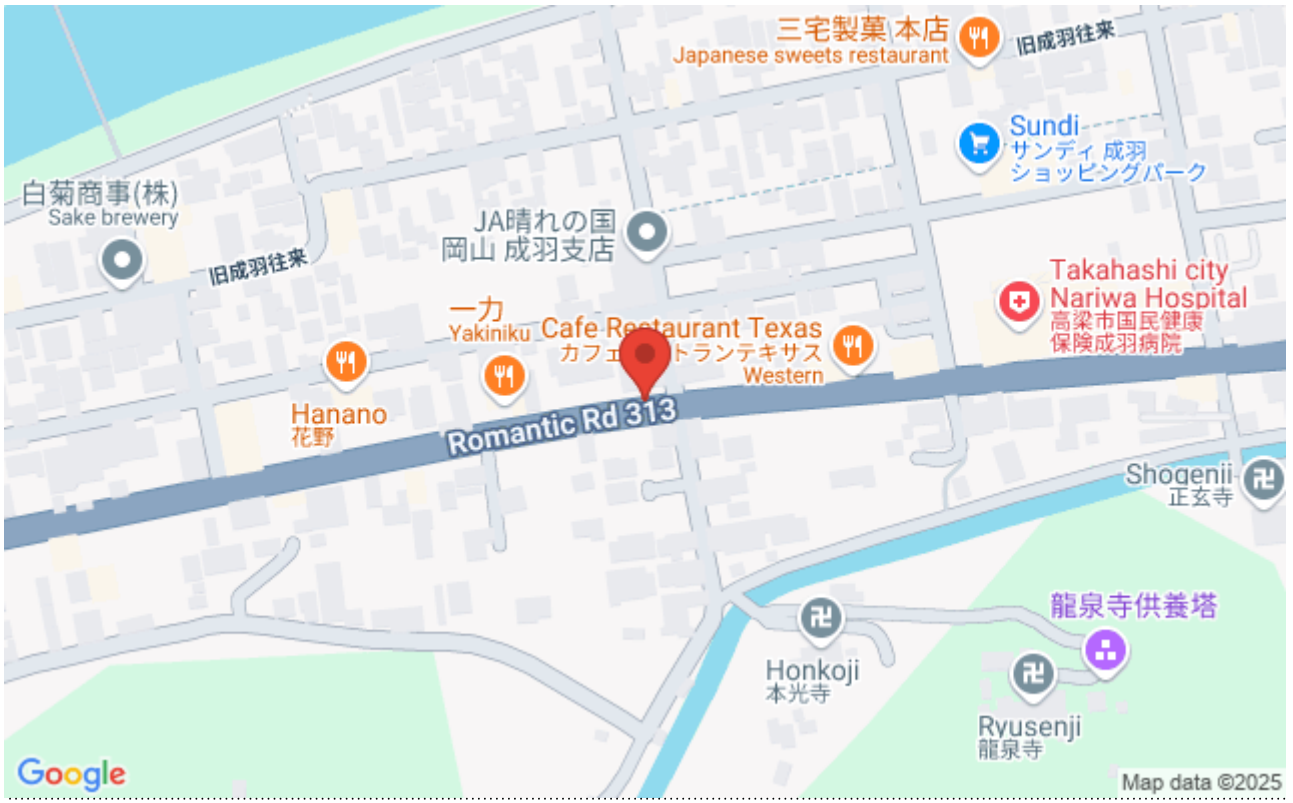 三宅製菓 本店
Japanese sweets restaurant
旧成羽往来
Sundi
サンディ 成羽
ショッピングパーク
白菊商事(株)
Sake brewery
JA晴れの国
岡山 成羽支店
旧成羽往来
Takahashi city
Nariwa Hospital
高梁市国民健康
保険成羽病院
一力
Yakiniku
Cafe Restaurant Texas
カフェ トランテキサス
Western
Hanano
花野
Romantic Rd 313
Shogenji
正玄寺
龍泉寺供養塔
Honkoji
本光寺
Ryusenji
龍泉寺
Google
Map data ©2025